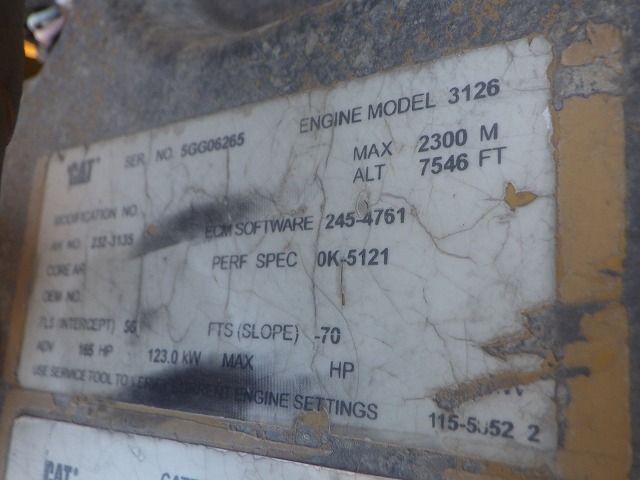 CAT SER. NO. 5GG06265 ENGINE MODEL 3126
MAX 2300 M
ALT 7546 FT
MODIFICATION NO.
AR NO. 232-3135 ECM SOFTWARE 245-4761
CORE AR PERF SPEC 0K-5121
OEM NO.
FLS (INTERCEPT) FTS (SLOPE) -70
ADV 165 HP 123.0 kW MAX HP
USE SERVICE TOOL TO ENGINE SETTINGS
2
CAT